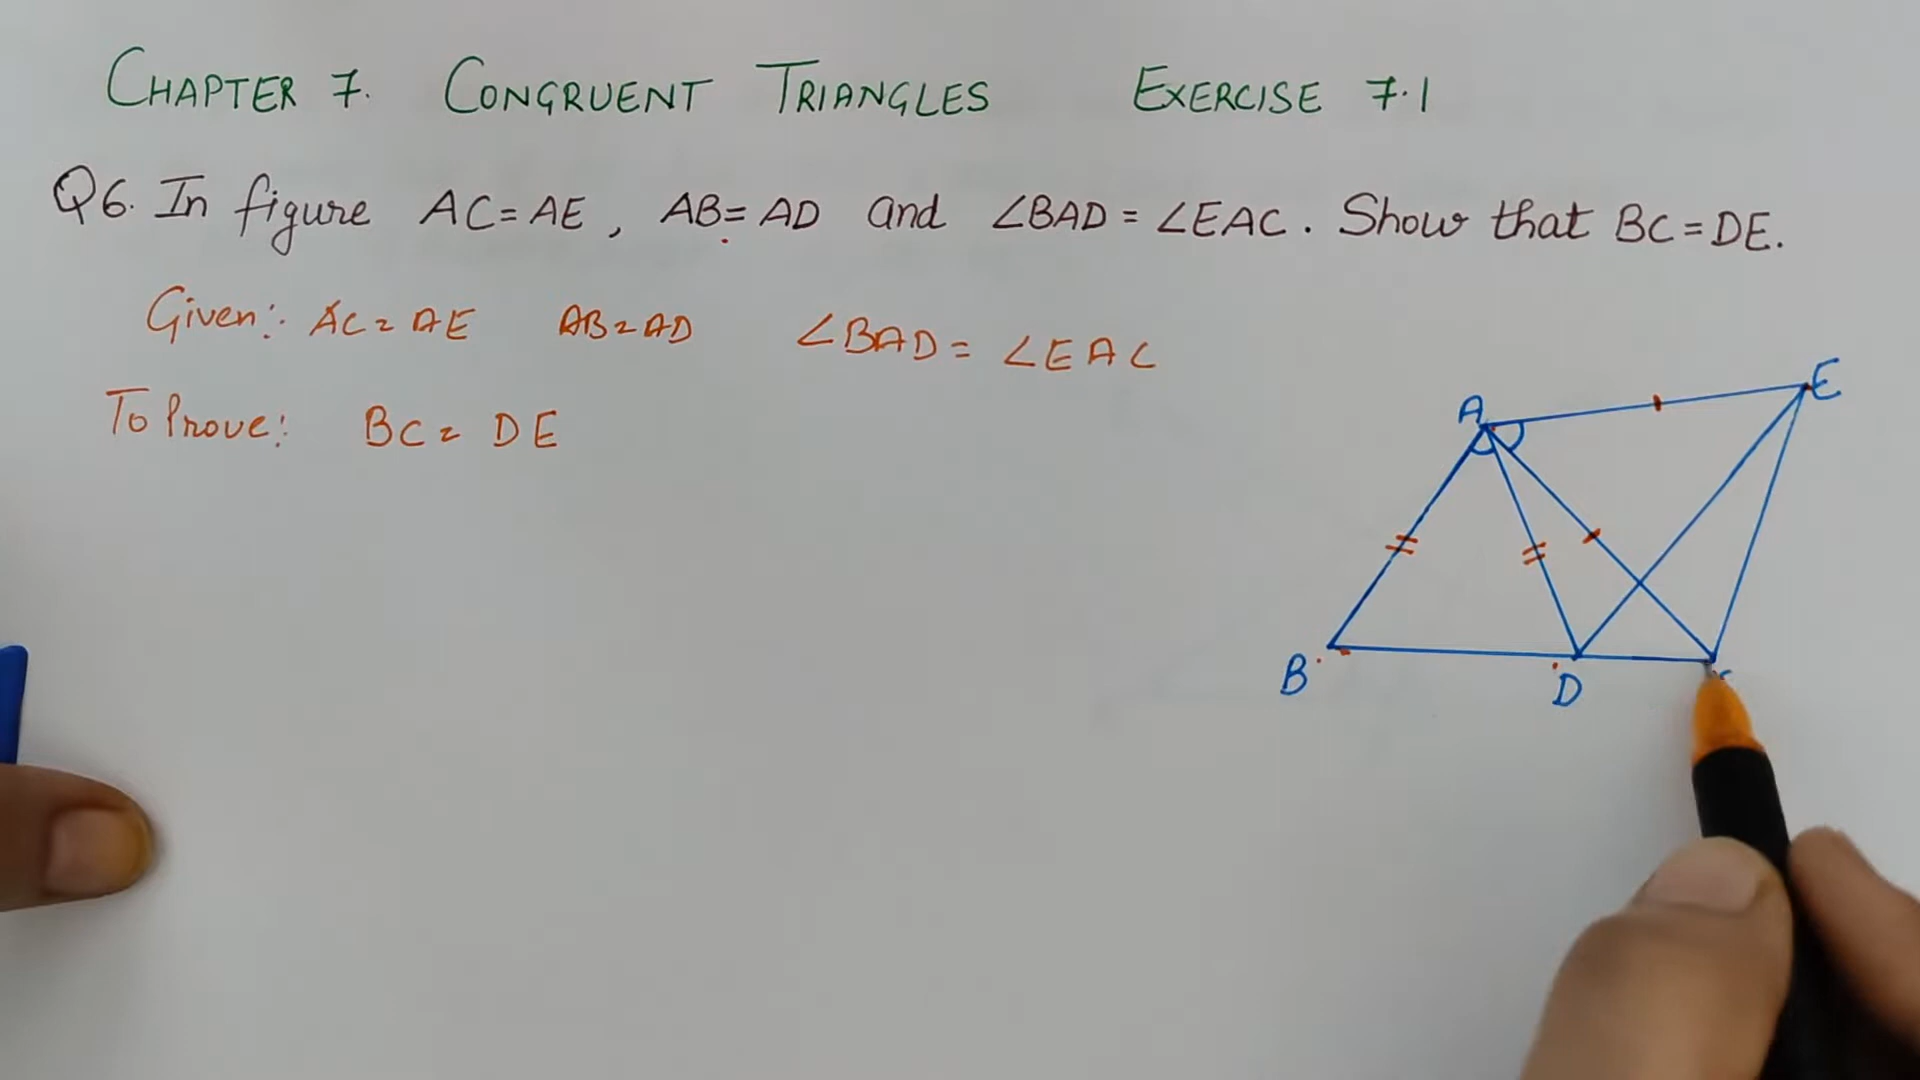 CHAPTER 7. CONGRUENT TRIANGLES EXERCISE 7.1
Q6. In figure AC = AE, AB = AD and ∠BAD = ∠EAC. Show that BC = DE.
Given: AC = AE AB = AD ∠BAD = ∠EAC
To Prove: BC = DE
E
A
B
D